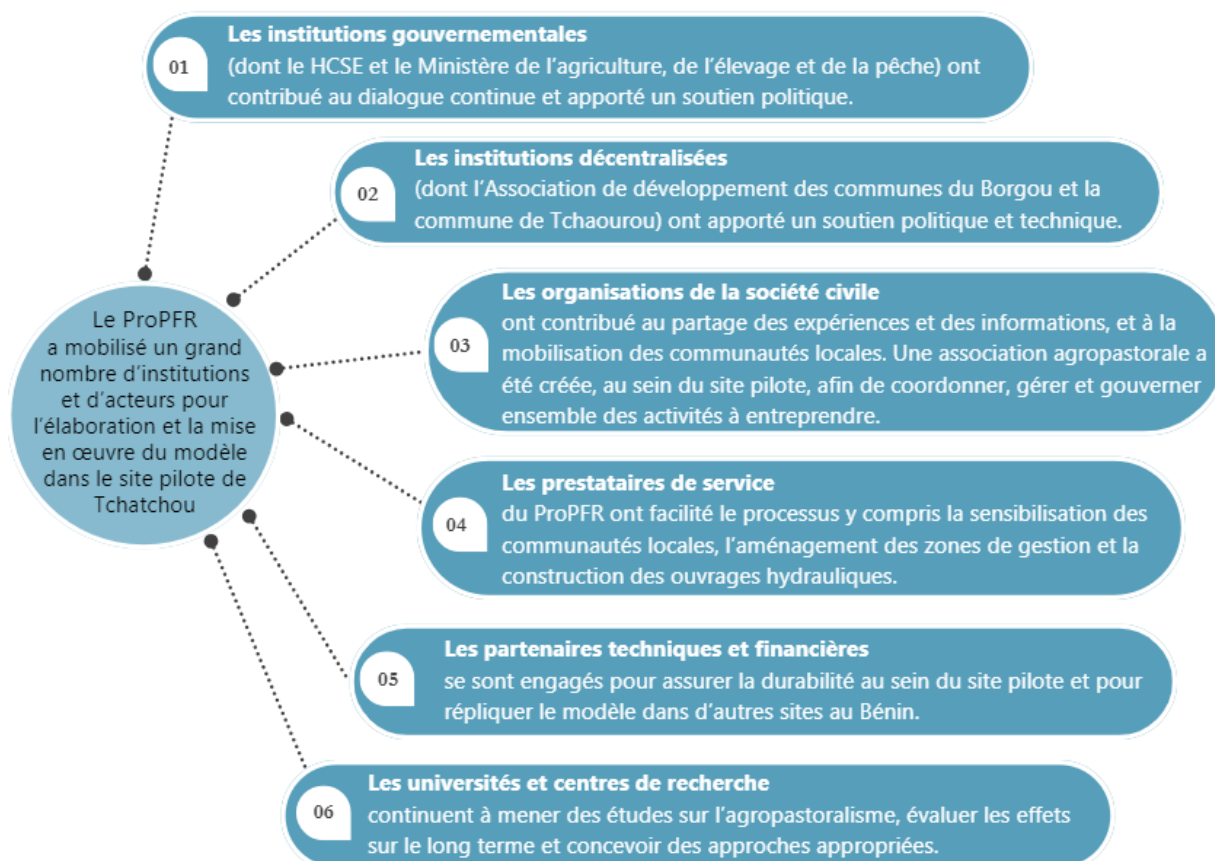 01
Les institutions gouvernementales
(dont le HCSE et le Ministère de l'agriculture, de l'élevage et de la pêche) ont
contribué au dialogue continue et apporté un soutien politique.
02
Les institutions décentralisées
(dont l'Association de développement des communes du Borgou et la
commune de Tchaourou) ont apporté un soutien politique et technique.
Le ProPFR
a mobilisé un grand
nombre d'institutions
et d'acteurs pour
l'élaboration et la mise
en œuvre du modèle
dans le site pilote de
Tchatchou
03
Les organisations de la société civile
ont contribué au partage des expériences et des informations, et à la
mobilisation des communautés locales. Une association agropastorale a
été créée, au sein du site pilote, afin de coordonner, gérer et gouverner
ensemble des activités à entreprendre.
04
Les prestataires de service
du ProPFR ont facilité le processus y compris la sensibilisation des
communautés locales, l'aménagement des zones de gestion et la
construction des ouvrages hydrauliques.
05
Les partenaires techniques et financières
se sont engagés pour assurer la durabilité au sein du site pilote et pour
répliquer le modèle dans d'autres sites au Bénin.
06
Les universités et centres de recherche
continuent à mener des études sur l'agropastoralisme, évaluer les effets
sur le long terme et concevoir des approches appropriées.